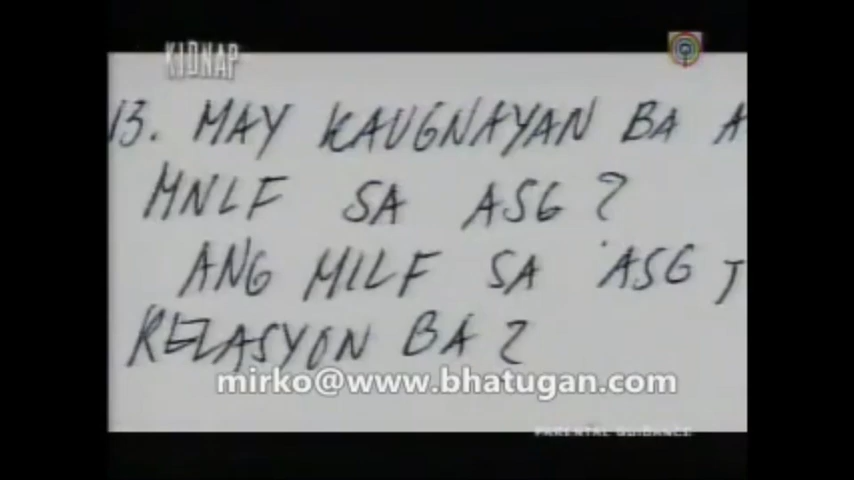 KIDNAP
13. MAY KAUGNAYAN BA A
MNLF SA ASG?
ANG MILF SA ASG
RELASYON BA?
mirko@www.bhatugan.com
PARENTAL GUIDANCE